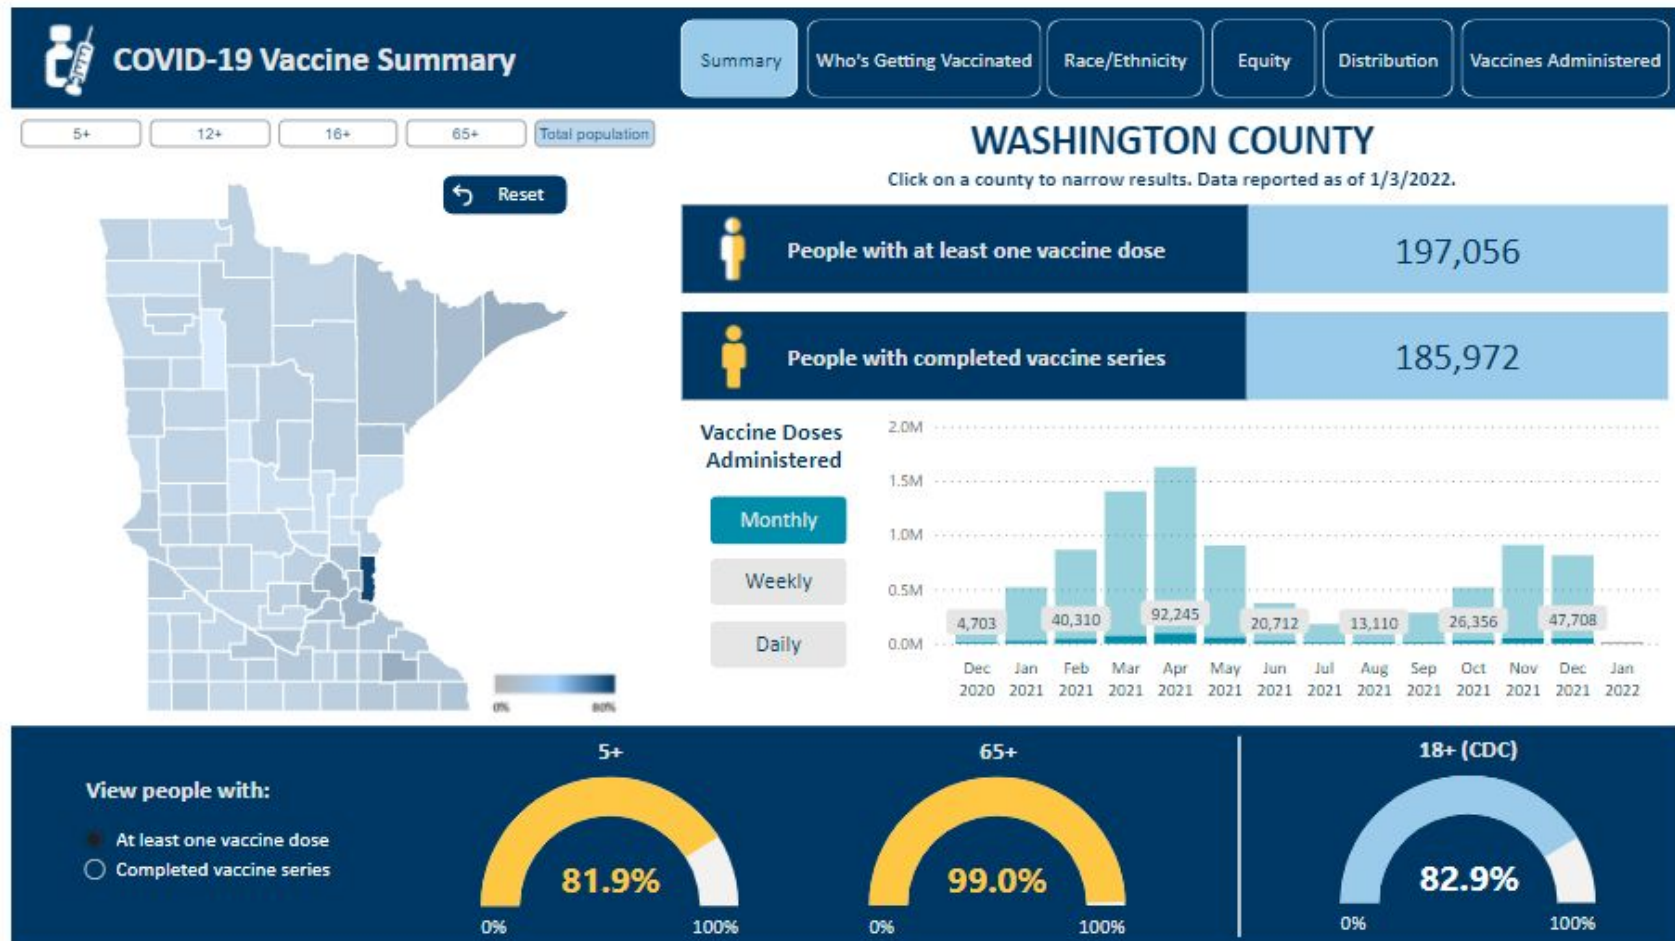 COVID-19 Vaccine Summary
Summary
Who's Getting Vaccinated
Race/Ethnicity
Equity
Distribution
Vaccines Administered
5+
12+
16+
65+
Total population
Reset
0%
80%
WASHINGTON COUNTY
Click on a county to narrow results. Data reported as of 1/3/2022.
People with at least one vaccine dose
197,056
People with completed vaccine series
185,972
Vaccine Doses
Administered
Monthly
Weekly
Daily
2.0M
1.5M
1.0M
0.5M
0.0M
4,703
40,310
92,245
20,712
13,110
26,356
47,708
Dec Jan Feb Mar Apr May Jun Jul Aug Sep Oct Nov Dec Jan
2020 2021 2021 2021 2021 2021 2021 2021 2021 2021 2021 2021 2021 2022
View people with:
At least one vaccine dose
Completed vaccine series
5+
81.9%
0%
100%
65+
99.0%
0%
100%
18+ (CDC)
82.9%
0%
100%